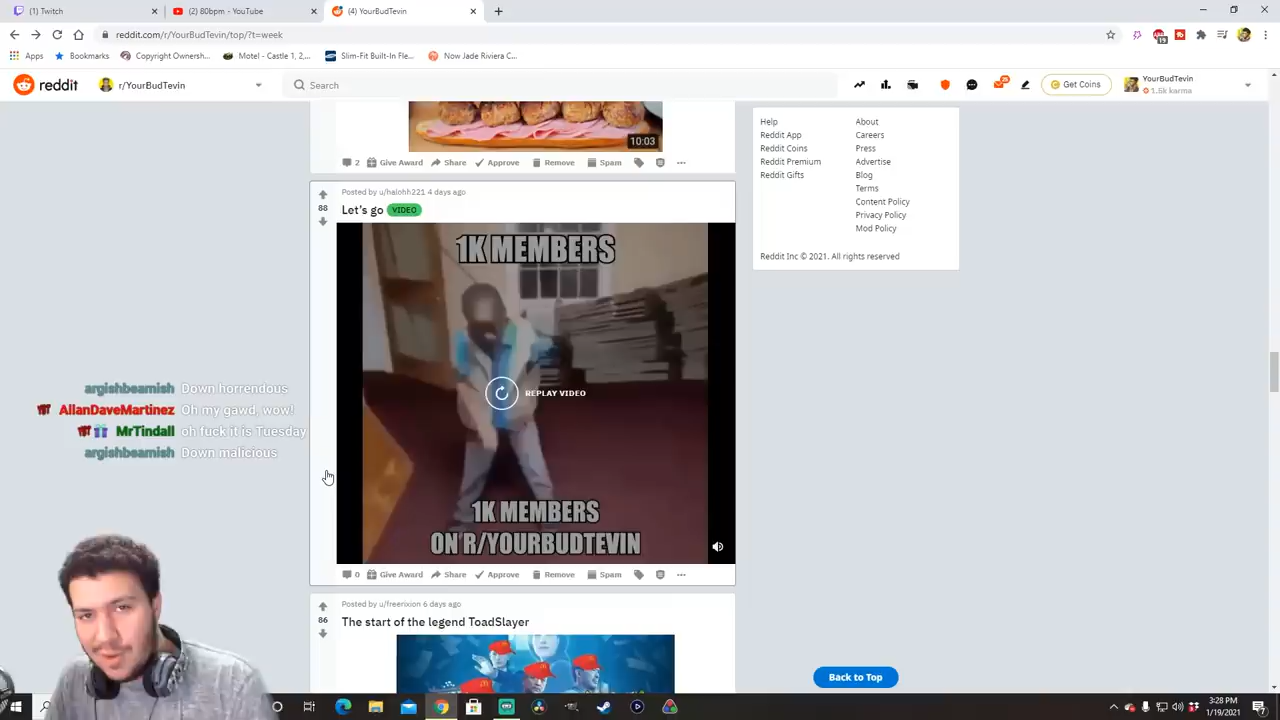 (1) Twitch
(2) 80bpm - YouTube
(4) YourBudTevin
reddit.com/r/YourBudTevin/top/?t=week
Apps
Bookmarks
Copyright Ownersh...
Motel - Castle 1, 2,...
Slim-Fit Built-In Fle...
Now Jade Riviera C...
reddit
r/YourBudTevin
Search
Get Coins
YourBudTevin
1.5k karma
10:03
2 Give Award Share Approve Remove Spam
Posted by u/halohh221 4 days ago
88
Let's go VIDEO
1K MEMBERS
REPLAY VIDEO
1K MEMBERS
ON R/YOURBUDTEVIN
0 Give Award Share Approve Remove Spam
Posted by u/freerixion 6 days ago
86
The start of the legend ToadSlayer
Help
Reddit App
Reddit Coins
Reddit Premium
Reddit Gifts
About
Careers
Press
Advertise
Blog
Terms
Content Policy
Privacy Policy
Mod Policy
Reddit Inc © 2021. All rights reserved
argishbeamish Down horrendous
AllanDaveMartinez Oh my gawd, wow!
MrTindall oh fuck it is Tuesday
argishbeamish Down malicious
Back to Top
3:28 PM
1/19/2021